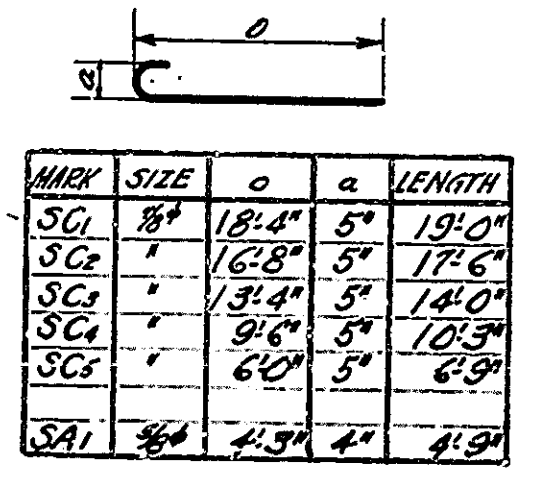 o
a
MARK SIZE o a LENGTH
SC1 7/8"ϕ 18'-4" 5" 19'-0"
SC2 " 16'-8" 5" 17'-6"
SC3 " 13'-4" 5" 14'-0"
SC4 " 9'-6" 5" 10'-3"
SC5 " 6'-0" 5" 6'-9"
SA1 5/8"ϕ 4'-3" 4" 4'-9"